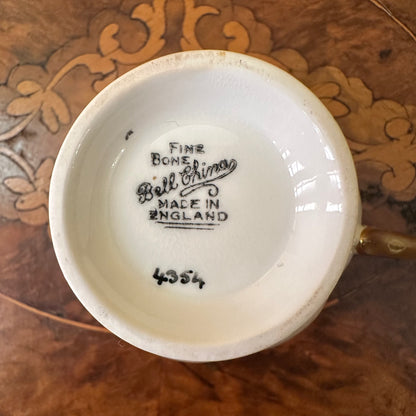 FINE
BONE
Bell China
MADE IN
ENGLAND
4354